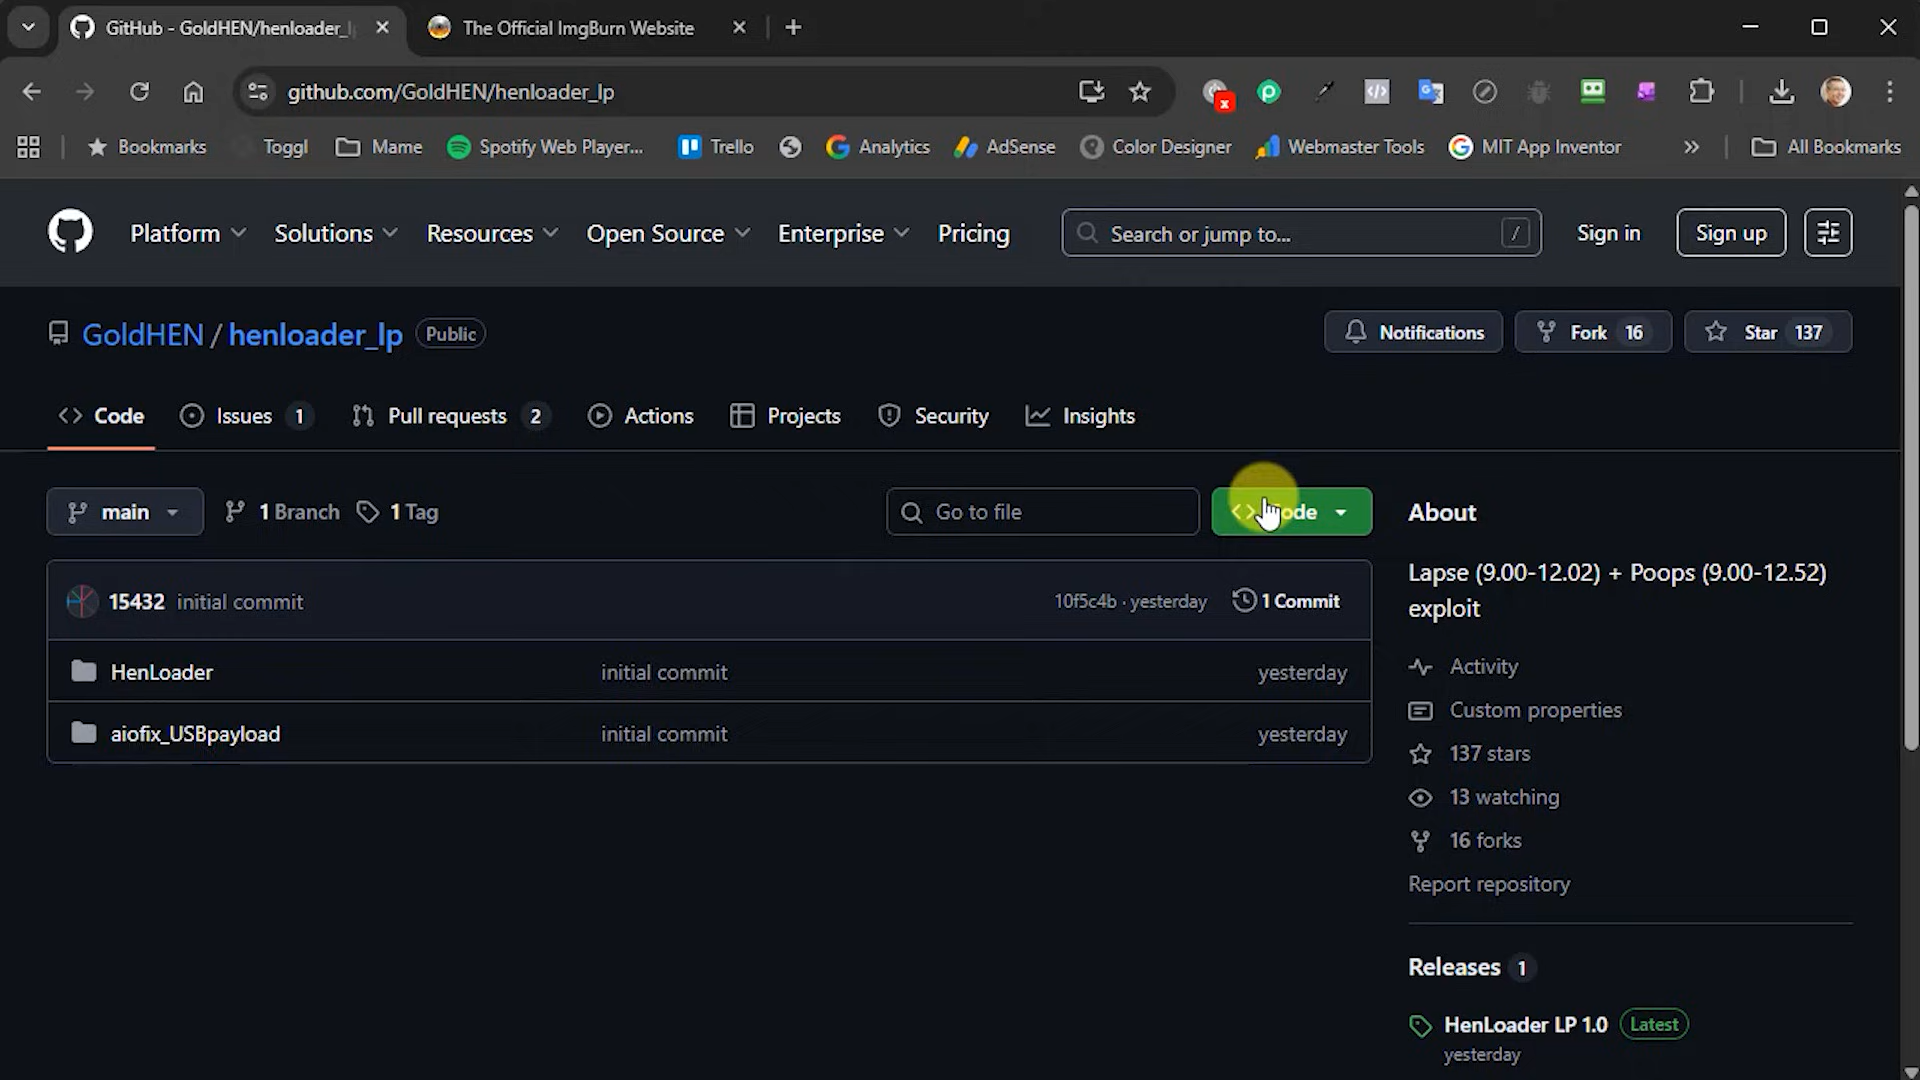 GitHub - GoldHEN/henloader_l
The Official ImgBurn Website
github.com/GoldHEN/henloader_lp
Bookmarks
Toggl
Mame
Spotify Web Player...
Trello
Analytics
AdSense
Color Designer
Webmaster Tools
MIT App Inventor
All Bookmarks
Platform
Solutions
Resources
Open Source
Enterprise
Pricing
Search or jump to...
/
Sign in
Sign up
GoldHEN / henloader_lp
Public
Notifications
Fork 16
Star 137
Code
Issues 1
Pull requests 2
Actions
Projects
Security
Insights
main
1 Branch
1 Tag
Go to file
About
15432 initial commit
10f5c4b · yesterday
1 Commit
HenLoader
initial commit
yesterday
aiofix_USBpayload
initial commit
yesterday
Lapse (9.00-12.02) + Poops (9.00-12.52)
exploit
Activity
Custom properties
137 stars
13 watching
16 forks
Report repository
Releases 1
HenLoader LP 1.0
Latest
yesterday